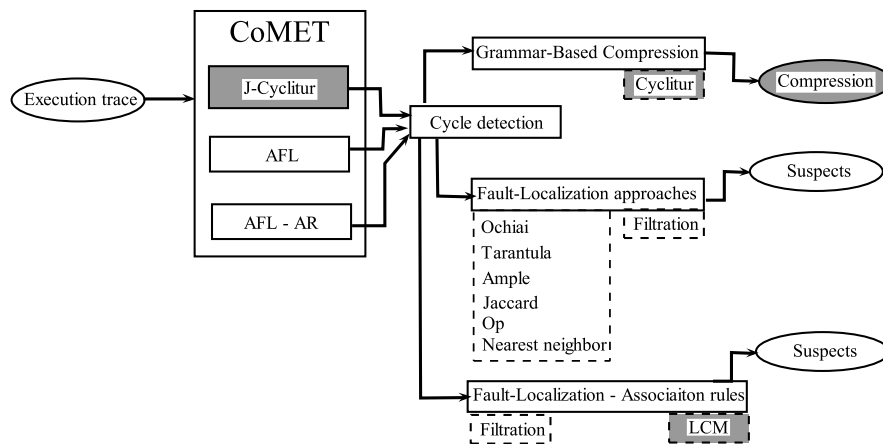 CoMET
Execution trace
J-Cyclitur
AFL
AFL - AR
Cycle detection
Grammar-Based Compression
Cyclitur
Compression
Fault-Localization approaches
Filtration
Suspects
Ochiai
Tarantula
Ample
Jaccard
Op
Nearest neighbor
Suspects
Fault-Localization - Associaiton rules
Filtration
LCM